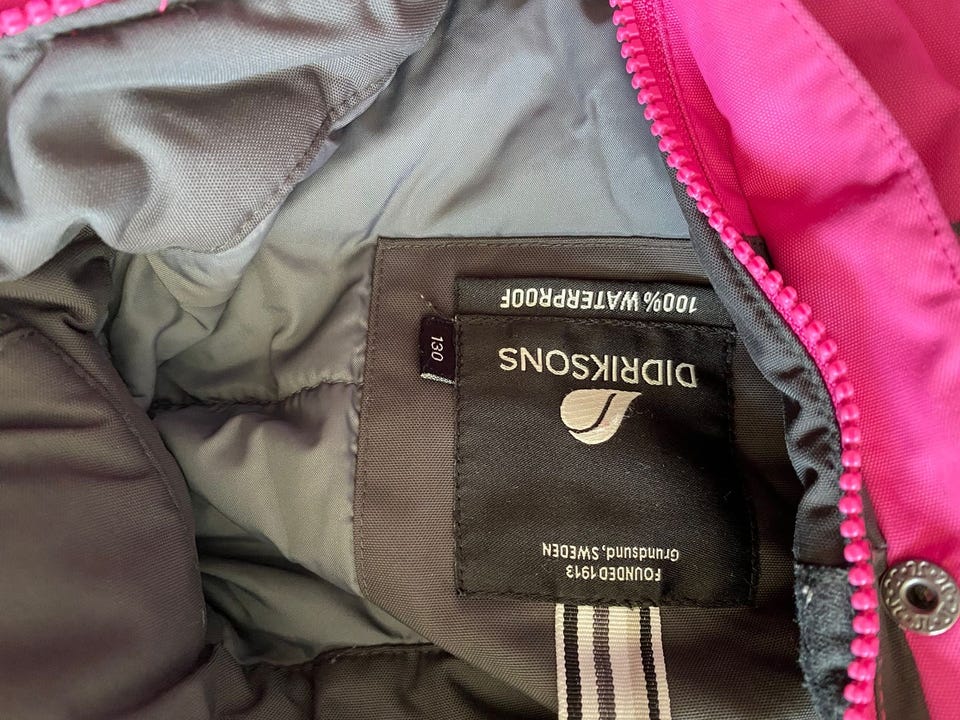 100% WATERPROOF
DIDRIKSONS
130
FOUNDED 1913
Grundsund, SWEDEN